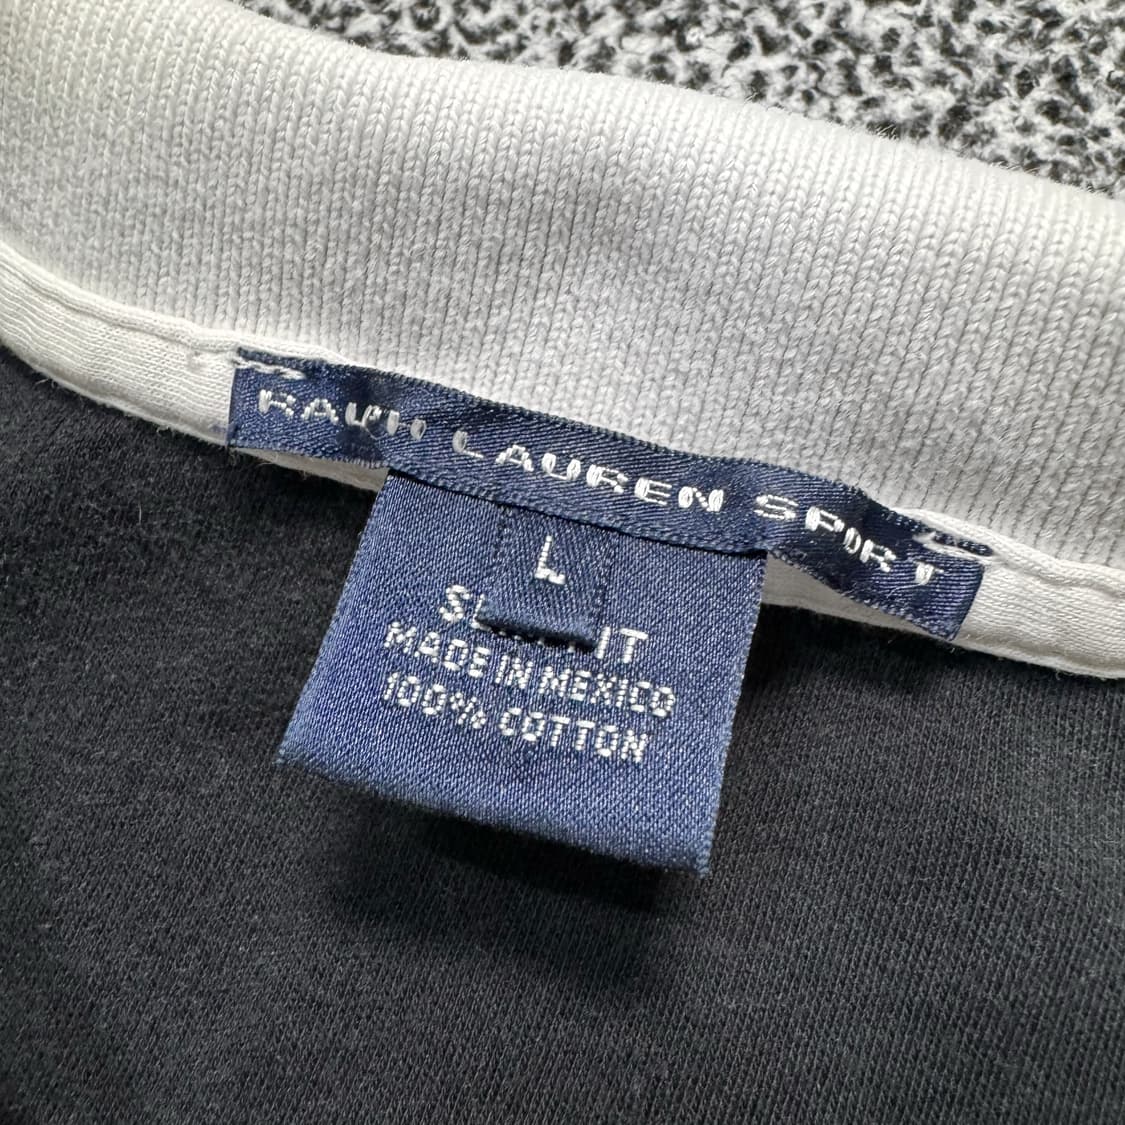 RALPH LAUREN SPORT
L
MADE IN MEXICO
100% COTTON